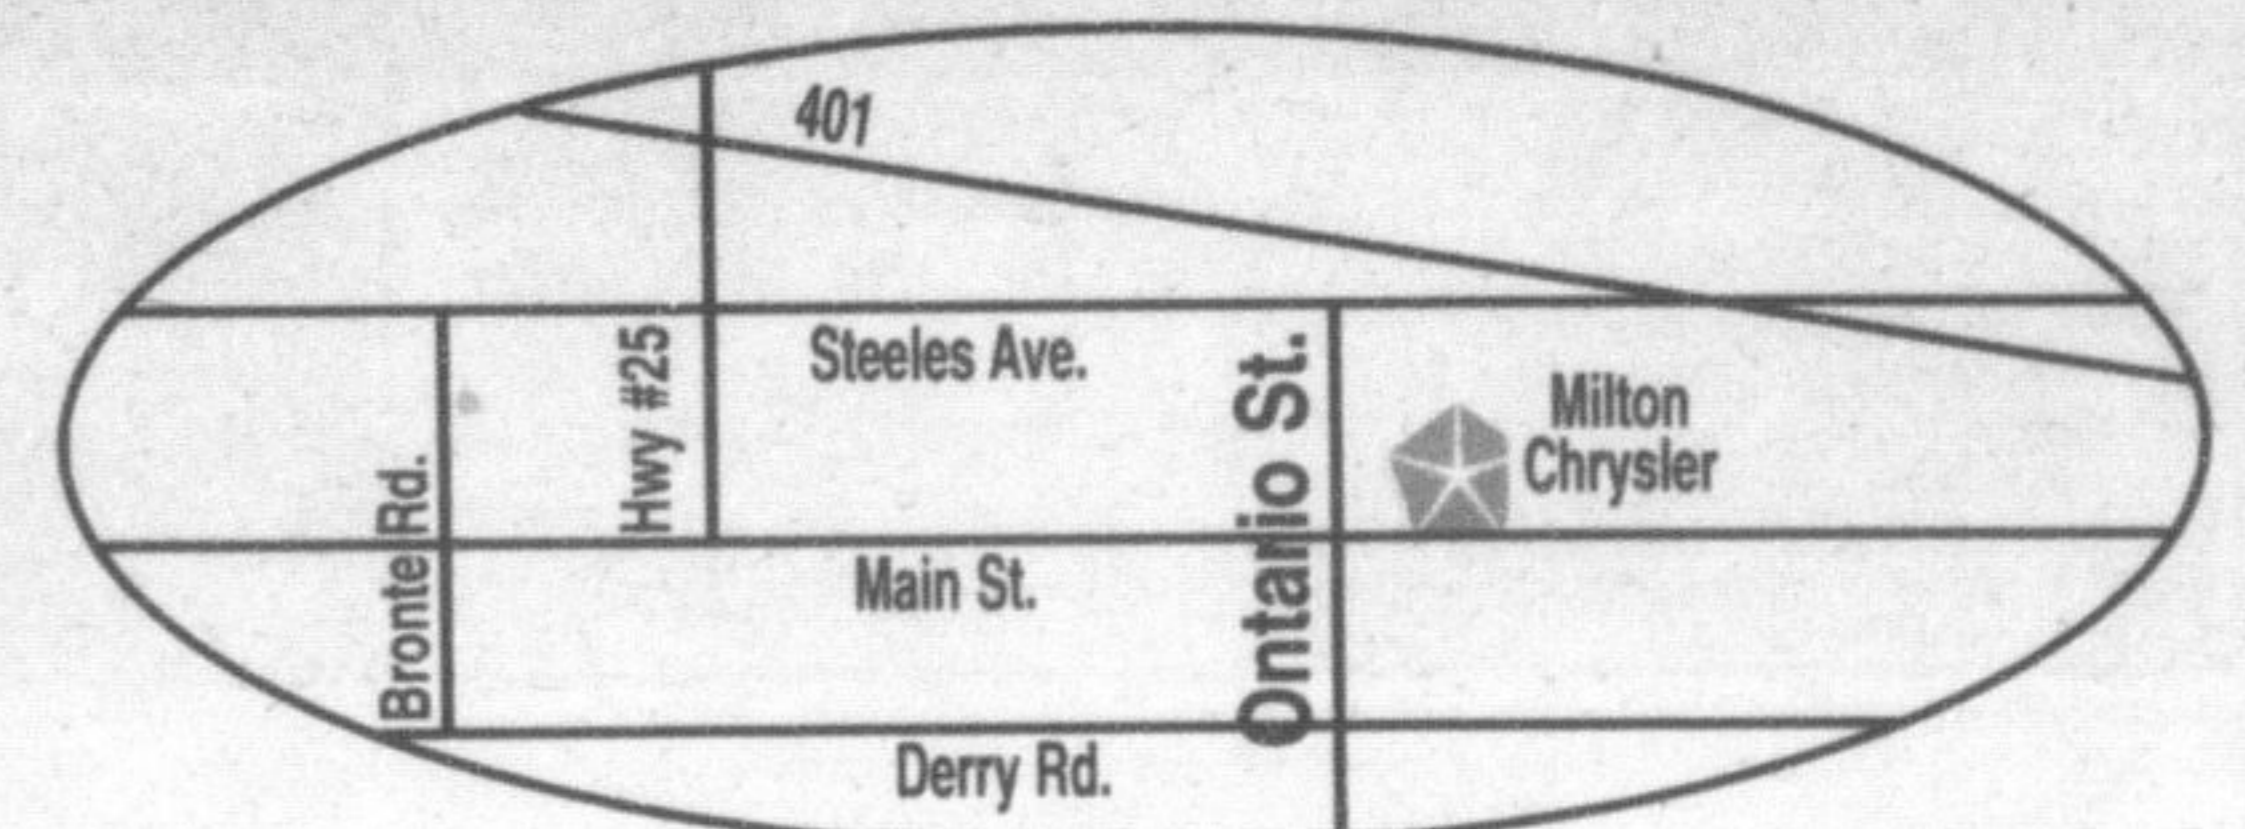 401
Steeles Ave.
Hwy #25
Ontario St.
Milton
Chrysler
Bronte Rd.
Main St.
Derry Rd.